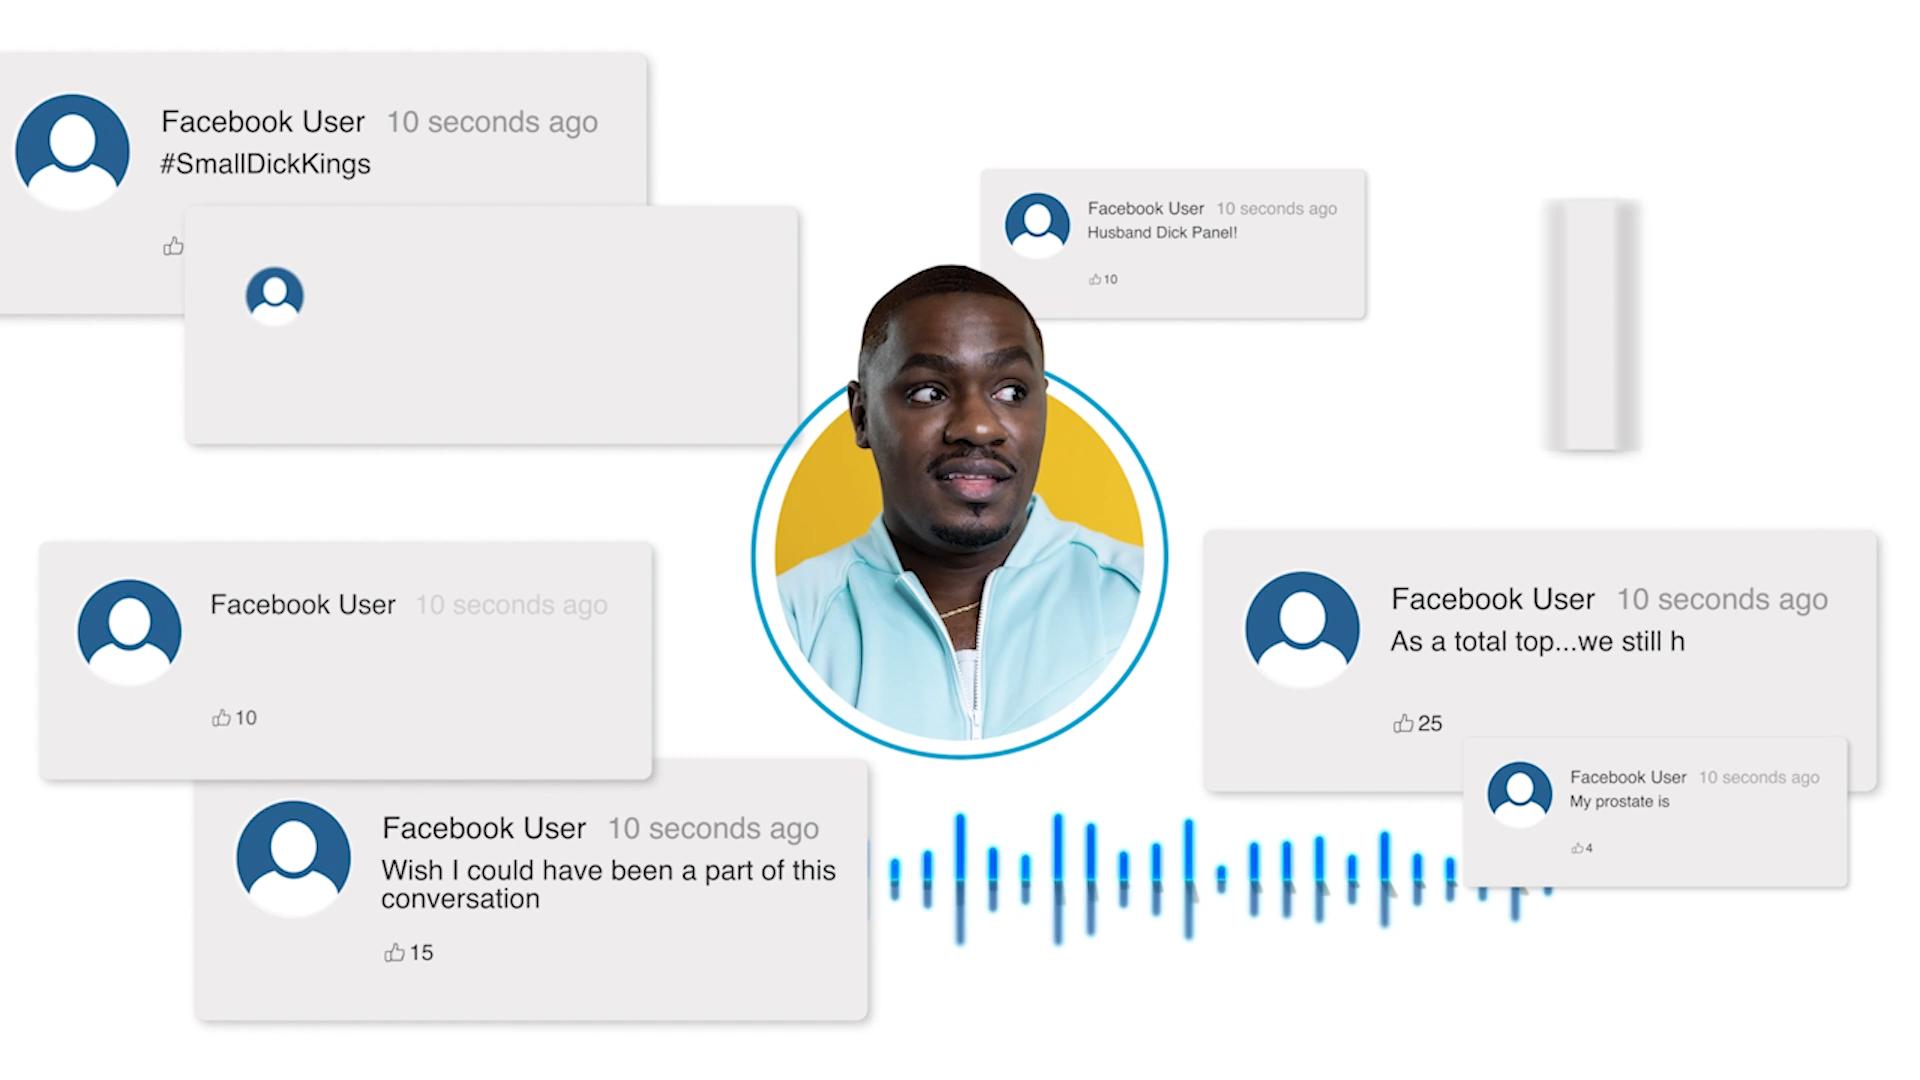 Facebook User 10 seconds ago
#SmallDickKings
Facebook User 10 seconds ago
Husband Dick Panel!
10
Facebook User 10 seconds ago
10
Facebook User 10 seconds ago
As a total top...we still h
25
Facebook User 10 seconds ago
My prostate is
4
Facebook User 10 seconds ago
Wish I could have been a part of this
conversation
15